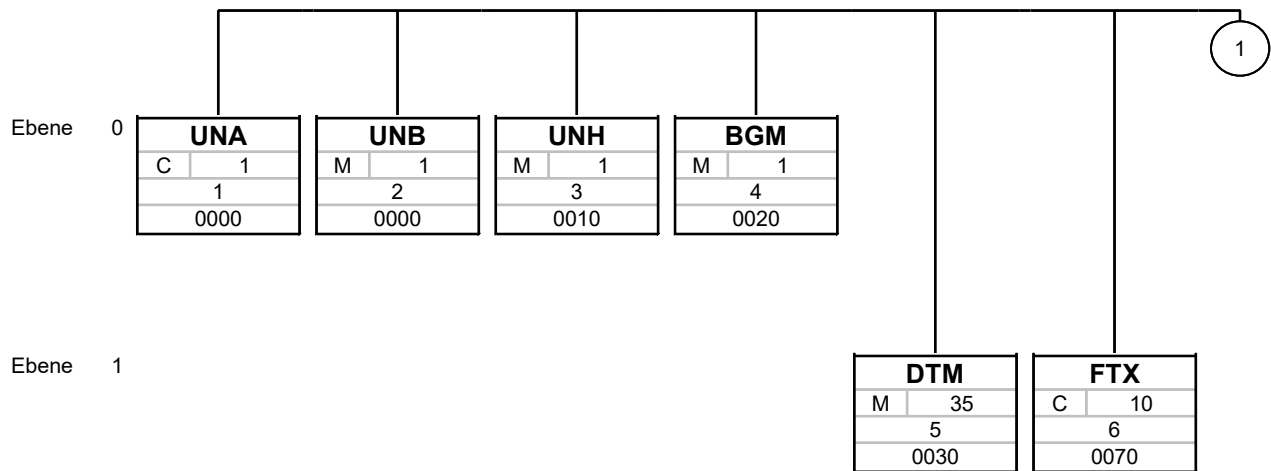 1
Ebene 0
UNA UNB UNH BGM
C 1 M 1 M 1 M 1
1 2 3 4
0000 0000 0010 0020
Ebene 1
DTM FTX
M 35 C 10
5 6
0030 0070